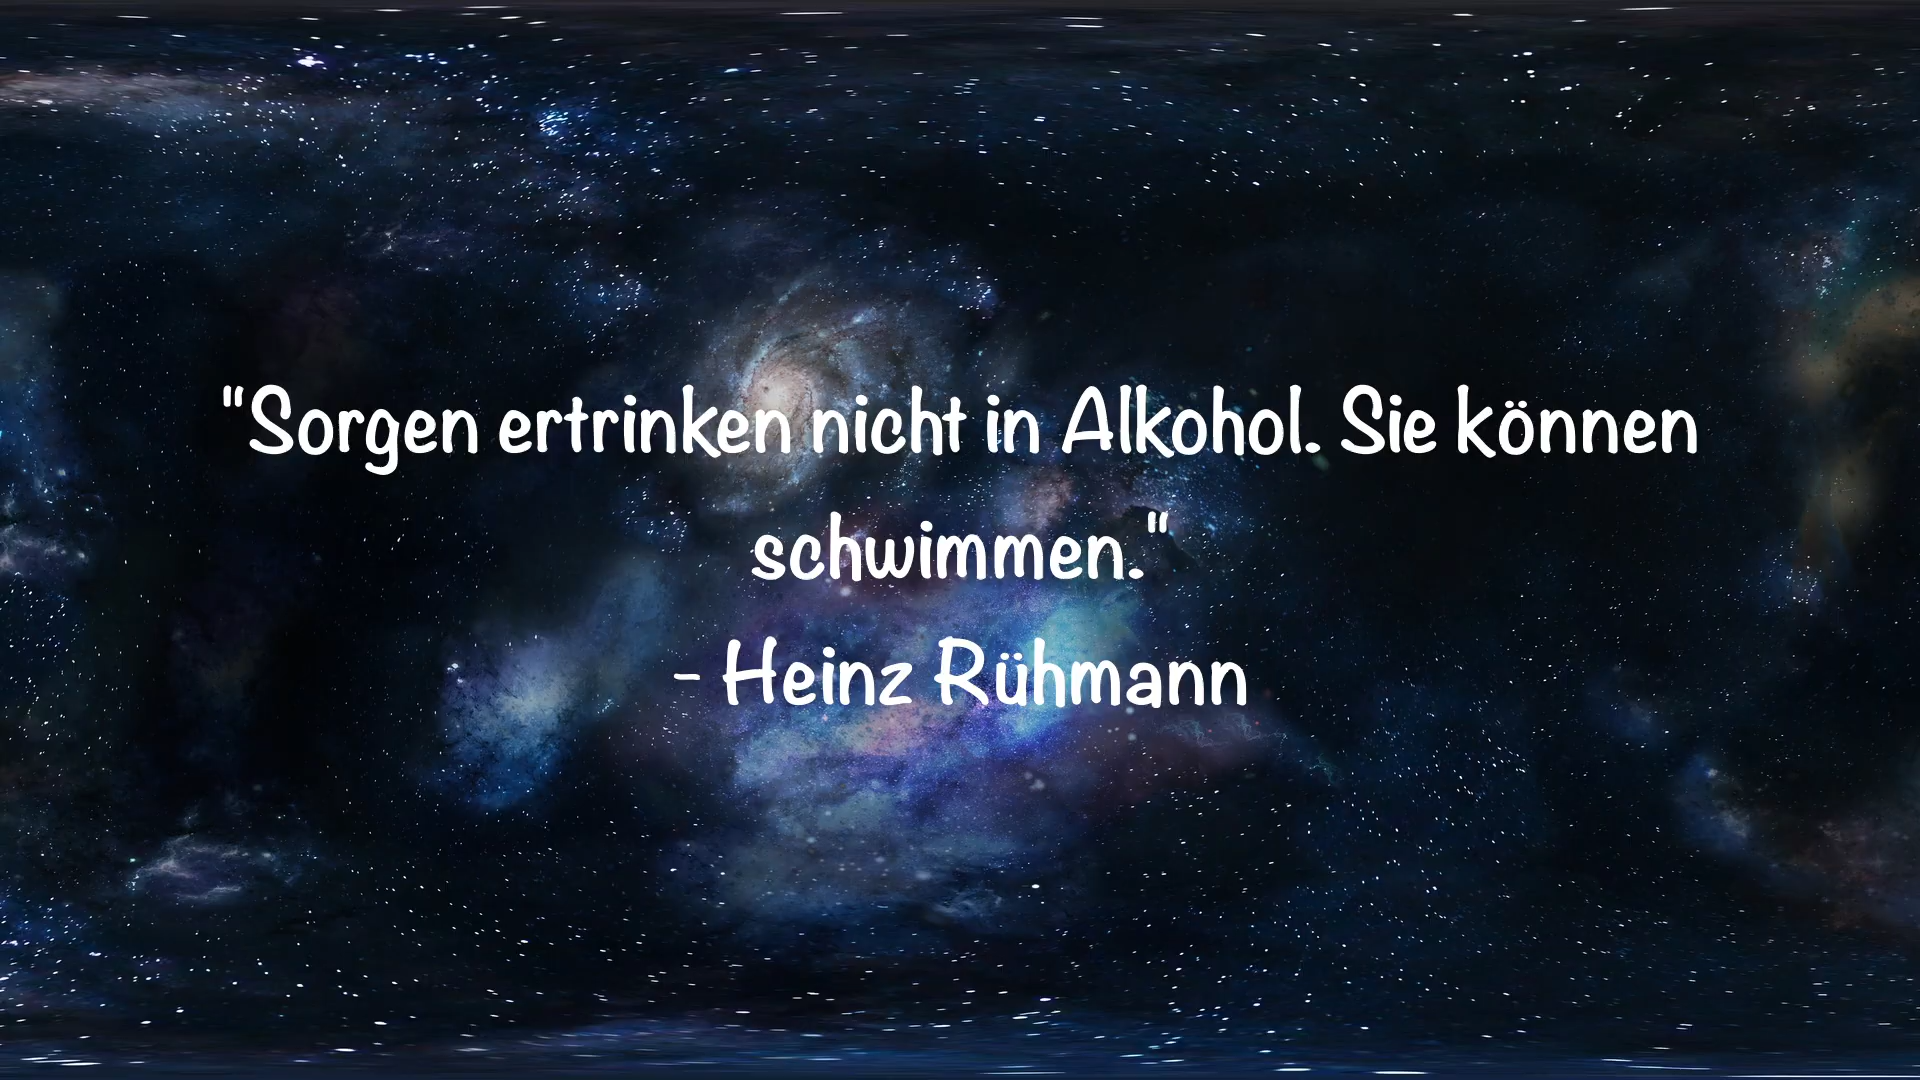 "Sorgen ertrinken nicht in Alkohol. Sie können
schwimmen."
- Heinz Rühmann